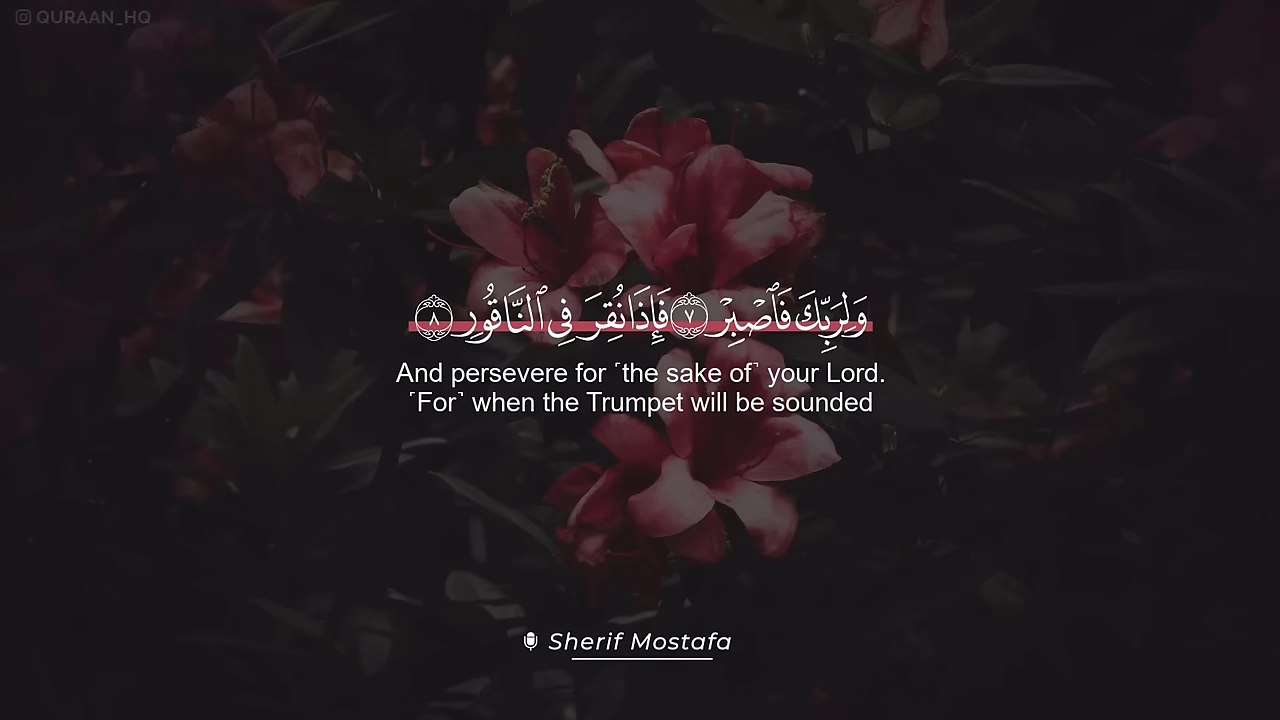 QURAAN_HQ
وَلِرَبِّكَ فَٱصْبِرْ ٧ فَإِذَا نُقِرَ فِى ٱلنَّاقُورِ ٨
And persevere for ˹the sake of˺ your Lord.
˹For˺ when the Trumpet will be sounded
Sherif Mostafa